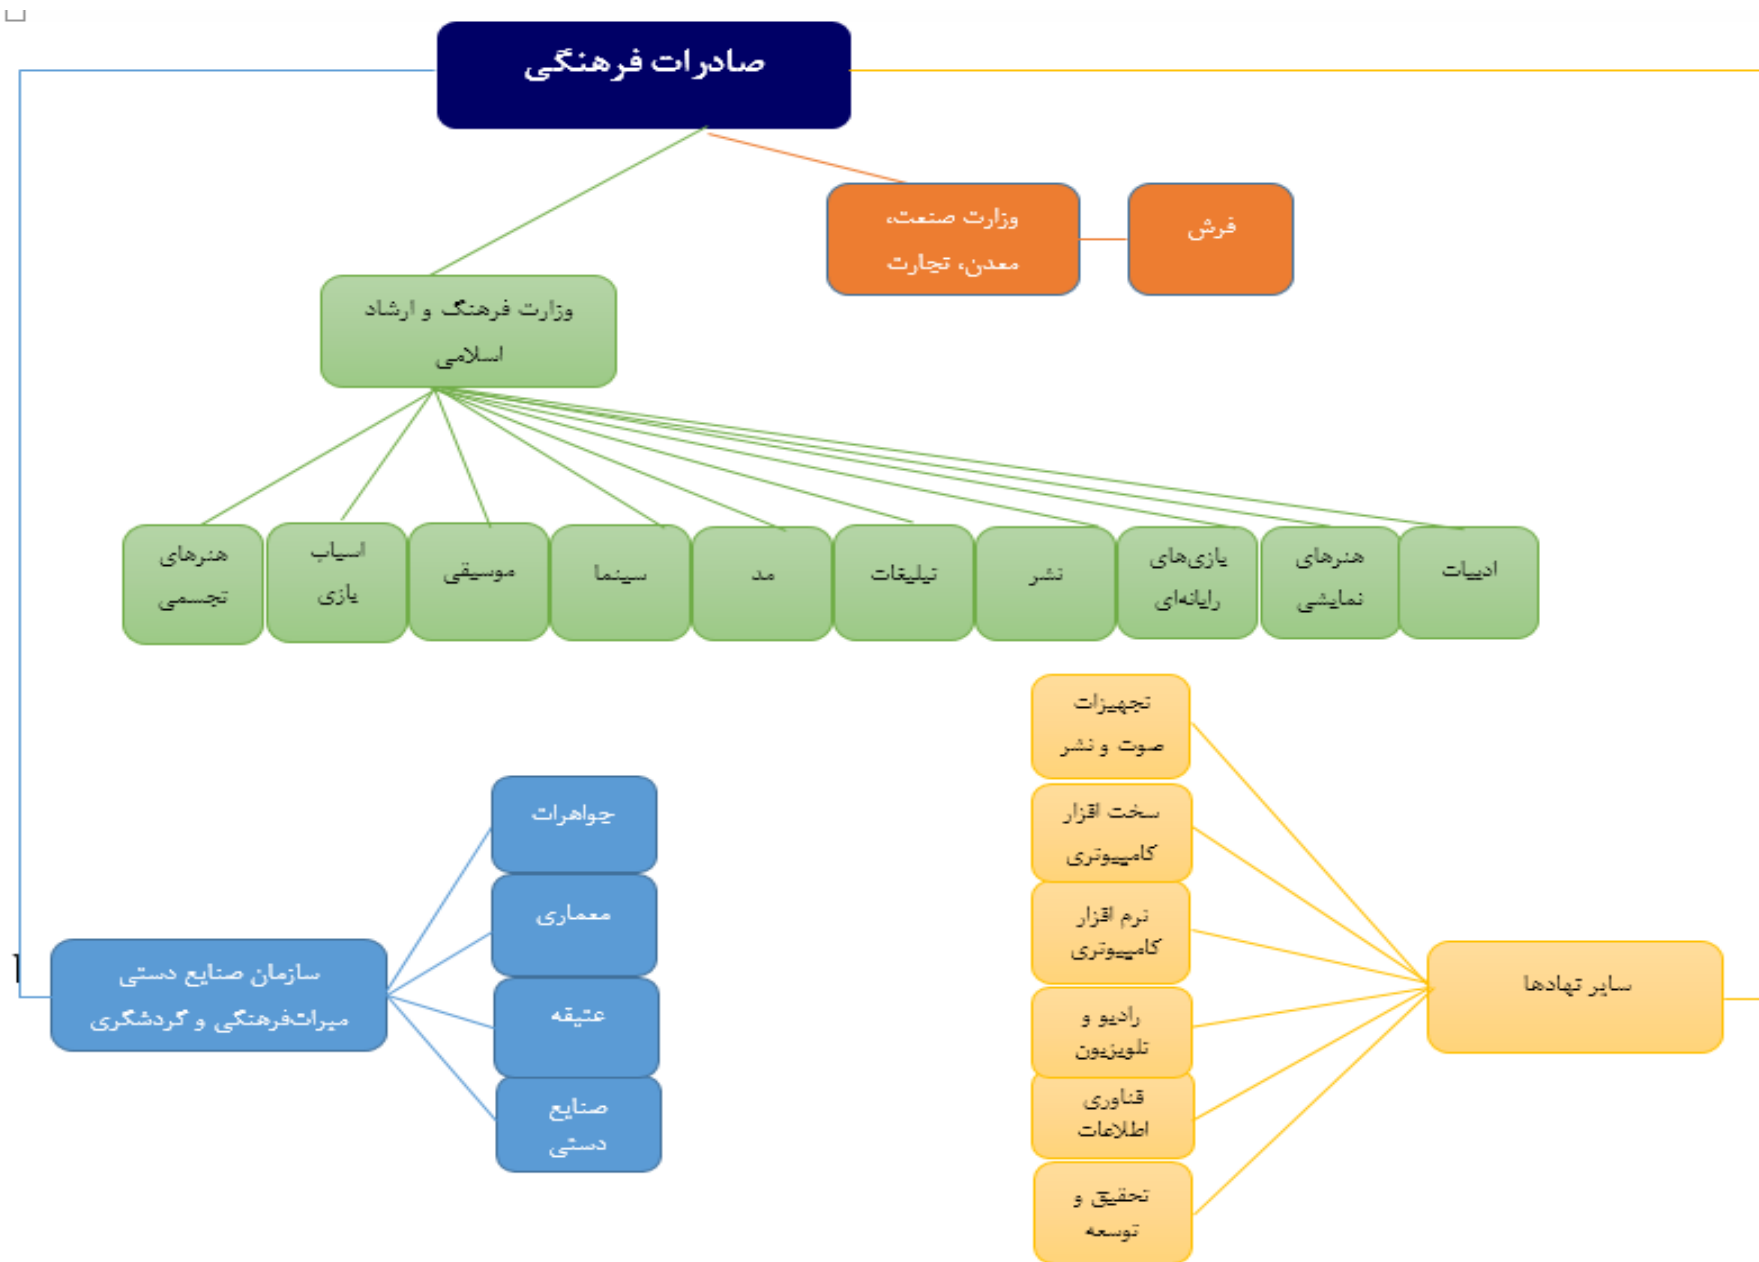 صادرات فرهنگی
وزارت صنعت،
معدن، تجارت
فرش
وزارت فرهنگ و ارشاد
اسلامی
ادبیات
هنرهای
نمایشی
بازی‌های
رایانه‌ای
نشر
تبلیغات
مد
سینما
موسیقی
اسباب
بازی
هنرهای
تجسمی
تجهیزات
صوت و نشر
سخت افزار
کامپیوتری
نرم افزار
کامپیوتری
رادیو و
تلویزیون
فناوری
اطلاعات
تحقیق و
توسعه
سایر نهادها
جواهرات
معماری
عتیقه
صنایع
دستی
سازمان صنایع دستی
میراث‌فرهنگی و گردشگری